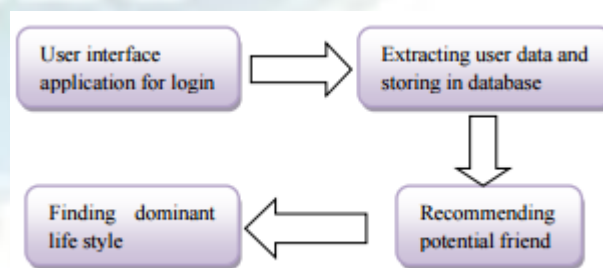 User interface
application for login
Extracting user data and
storing in database
Finding dominant
life style
Recommending
potential friend